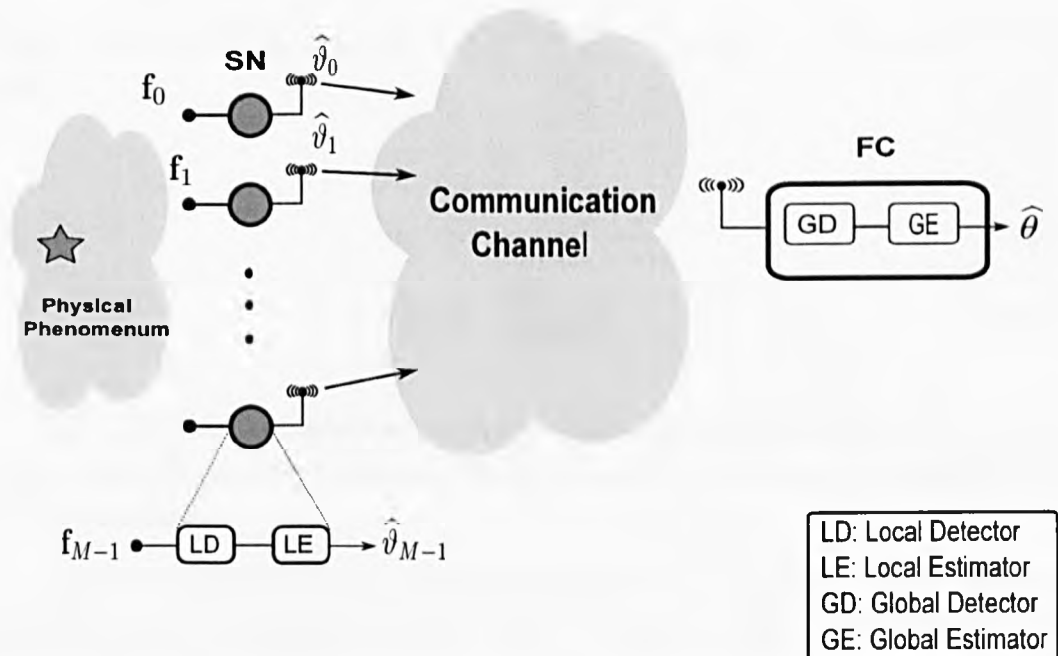 SN
f₀
ϑ̂₀
f₁
ϑ̂₁
Physical
Phenomenum
Communication
Channel
FC
GD
GE
θ̂
f_{M−1}
LD
LE
ϑ̂_{M−1}
LD: Local Detector
LE: Local Estimator
GD: Global Detector
GE: Global Estimator